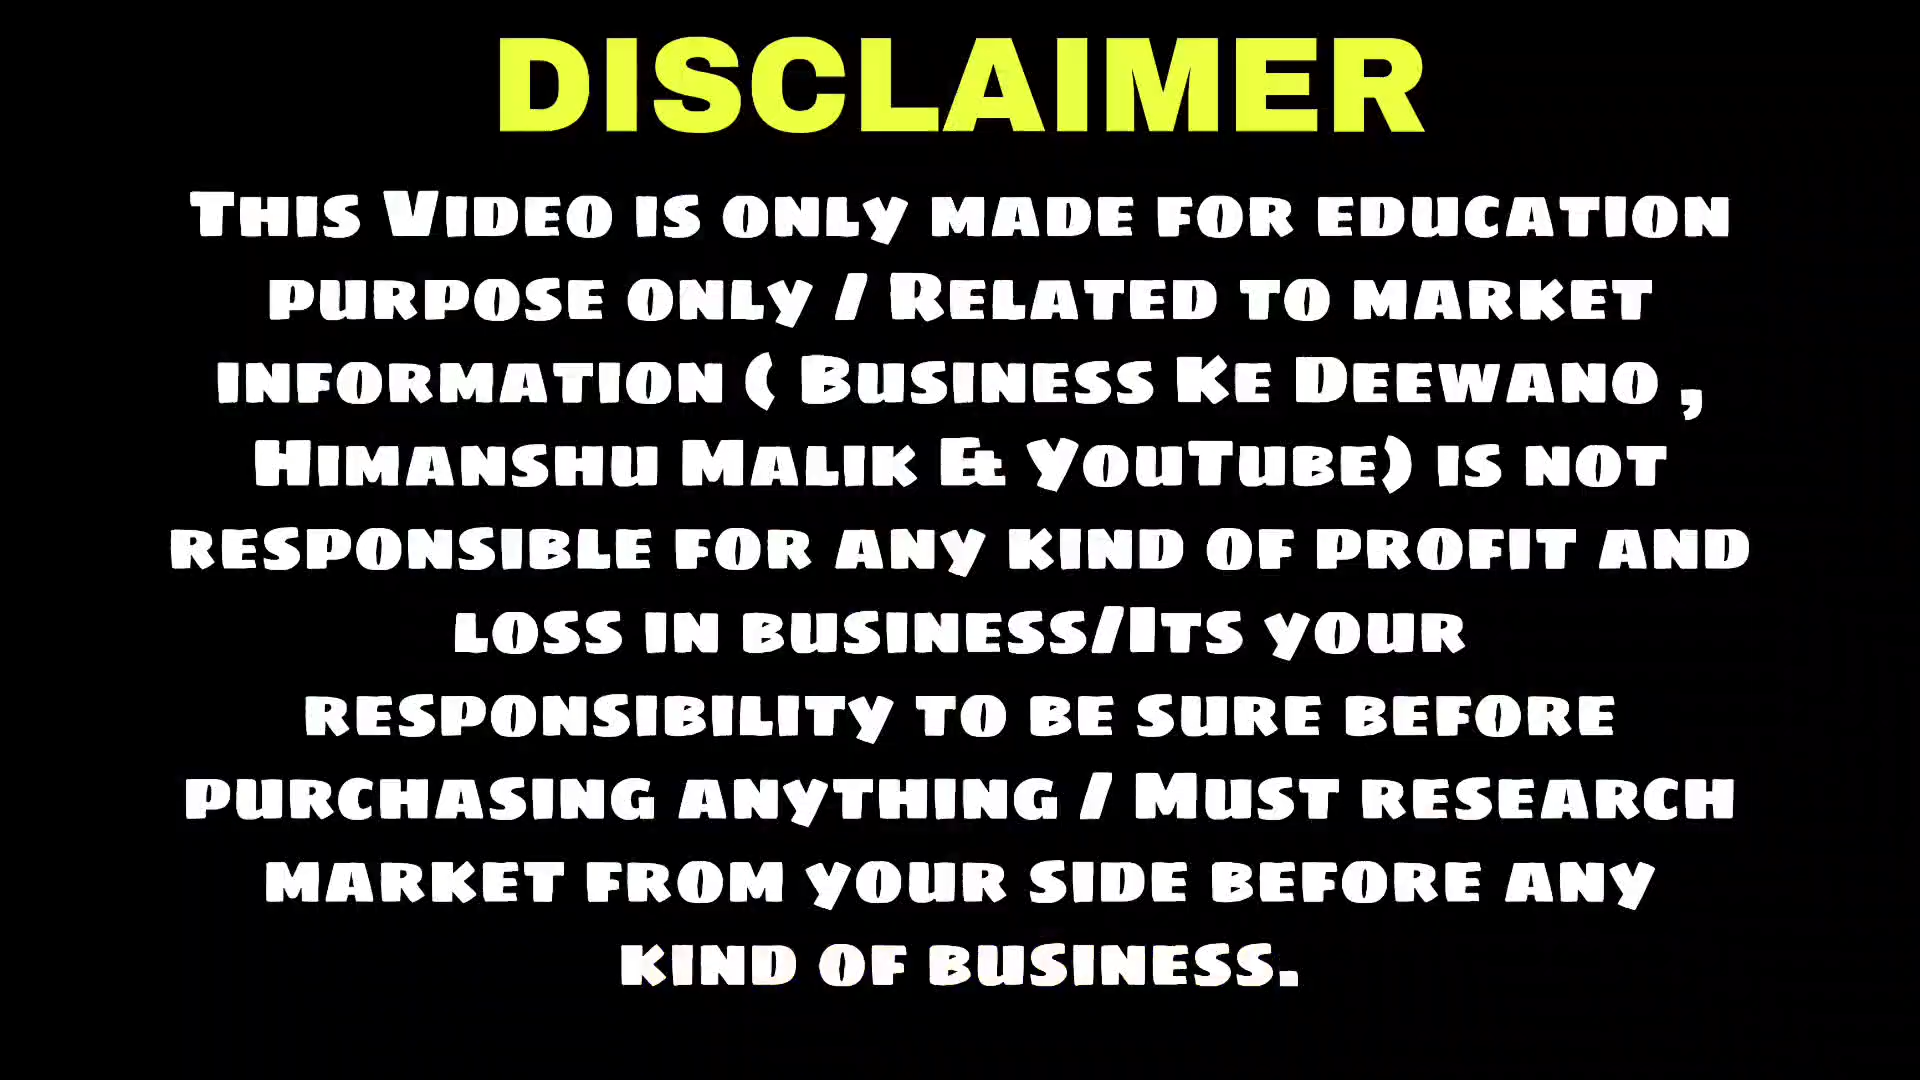 DISCLAIMER
This Video is only made for education
purpose only / Related to market
information ( Business Ke Deewano ,
Himanshu Malik & YouTube) is not
responsible for any kind of profit and
loss in business/Its your
responsibility to be sure before
purchasing anything / Must research
market from your side before any
kind of business.